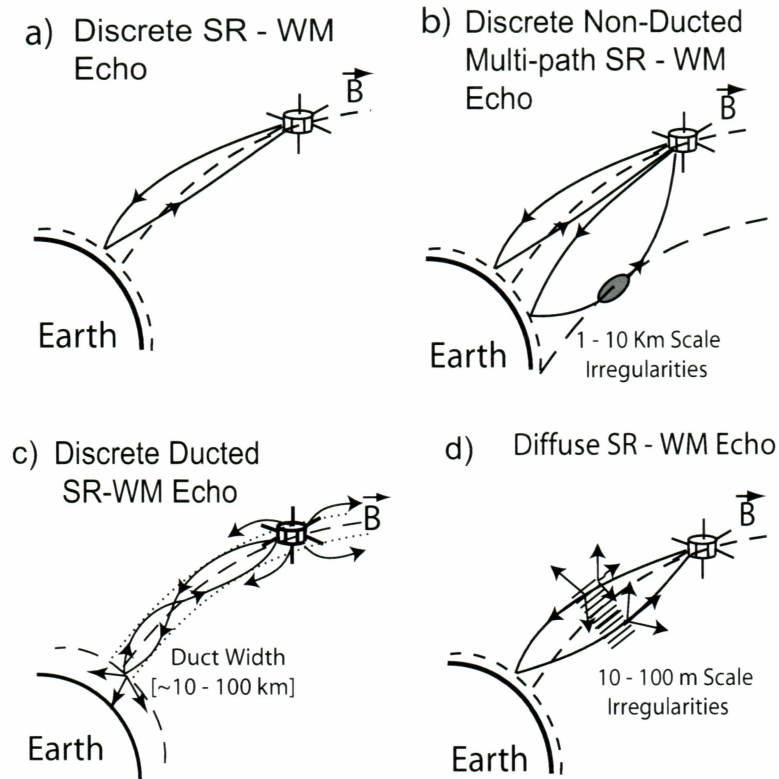 a) Discrete SR - WM
Echo
B
Earth
b) Discrete Non-Ducted
Multi-path SR - WM
Echo
B
Earth
1 - 10 Km Scale
Irregularities
c) Discrete Ducted
SR-WM Echo
B
Duct Width
[~10 - 100 km]
Earth
d) Diffuse SR - WM Echo
B
10 - 100 m Scale
Irregularities
Earth